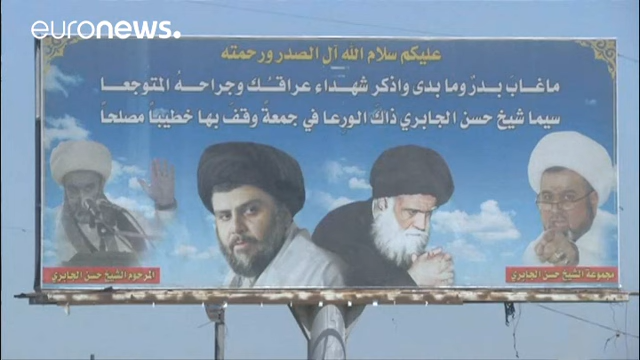 euronews.
عليكم سلام الله آل الصدر ورحمته
ماغاب بدرٌ وما بدى واذكر شهداء عراقك وجراحهُ المتوجعا
سيما شيخ حسن الجابري ذاك الورعا في جمعةً وقف بها خطيباً مصلحاً
المرحوم الشيخ حسن الجابري
مجموعة الشيخ حسن الجابري